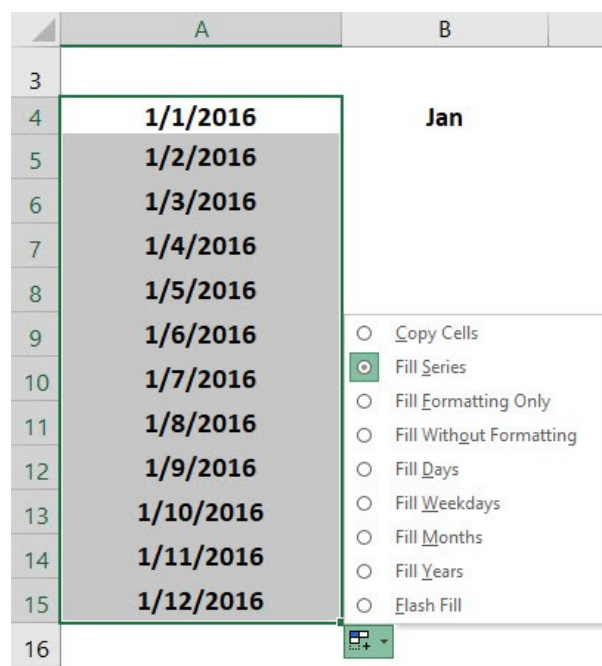 A B
3
4 1/1/2016 Jan
5 1/2/2016
6 1/3/2016
7 1/4/2016
8 1/5/2016
9 1/6/2016 Copy Cells
10 1/7/2016 Fill Series
Fill Formatting Only
11 1/8/2016 Fill Without Formatting
12 1/9/2016 Fill Days
13 1/10/2016 Fill Weekdays
Fill Months
14 1/11/2016 Fill Years
15 1/12/2016 Flash Fill
16